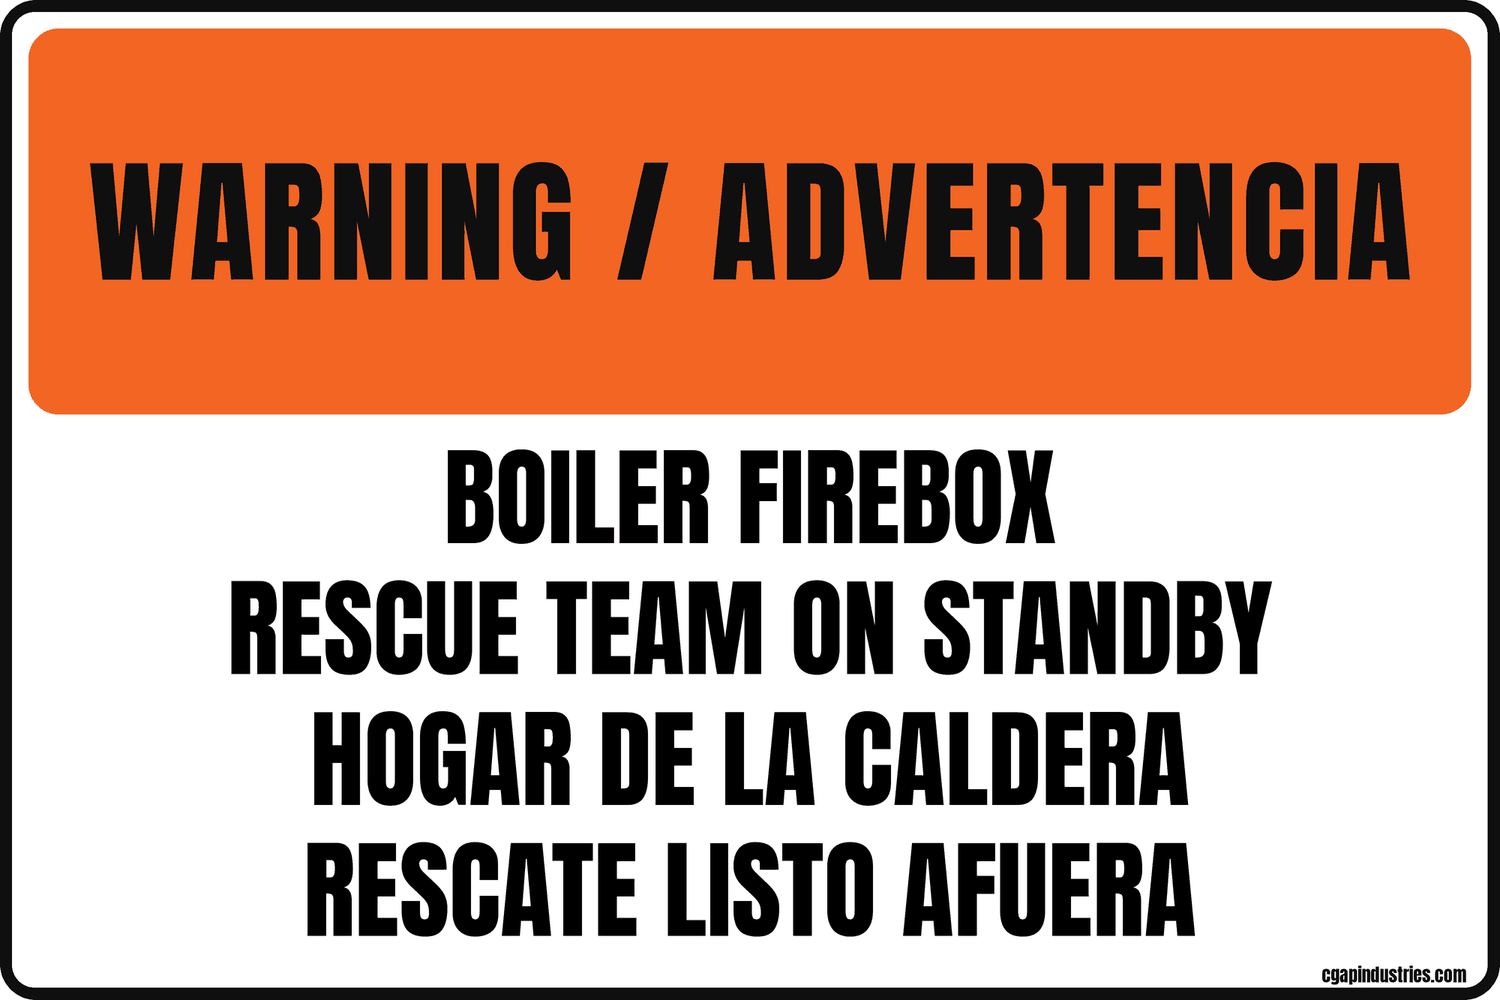 WARNING / ADVERTENCIA
BOILER FIREBOX
RESCUE TEAM ON STANDBY
HOGAR DE LA CALDERA
RESCATE LISTO AFUERA
cgapindustries.com